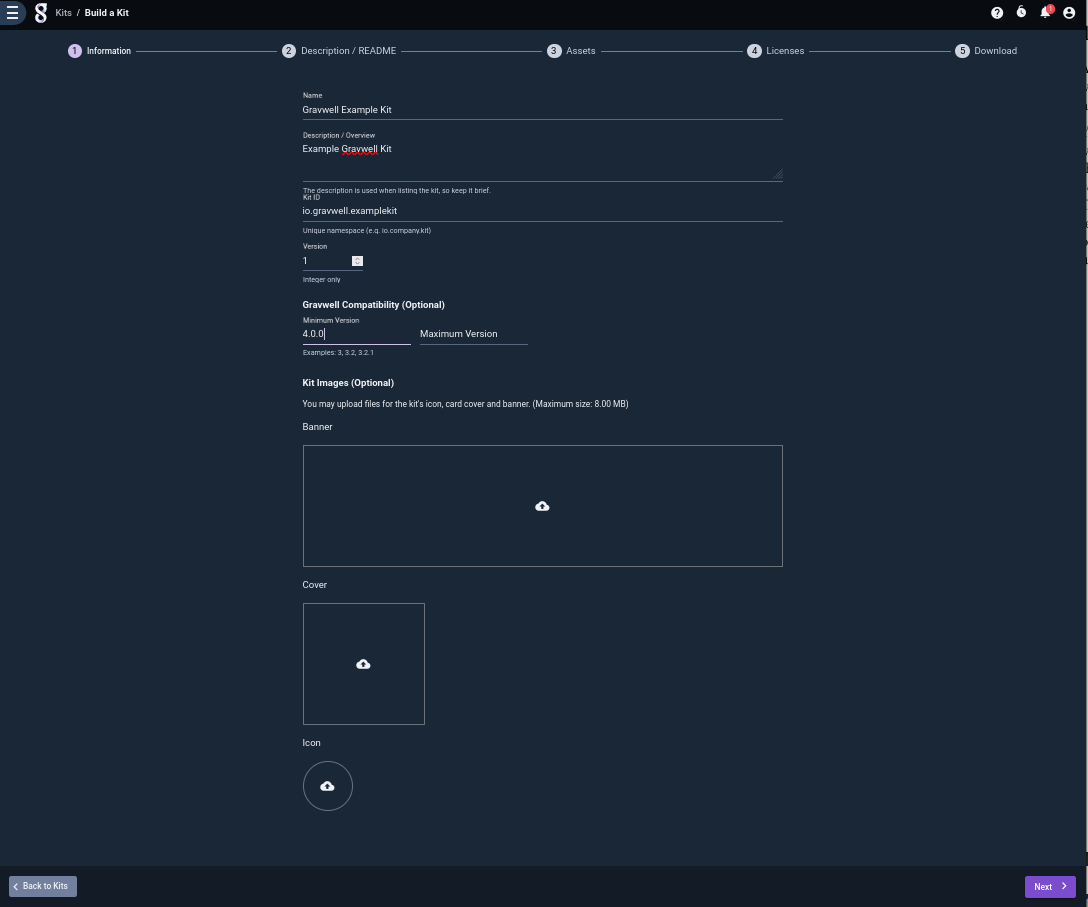 Kits / Build a Kit
1
1 Information 2 Description / README 3 Assets 4 Licenses 5 Download
Name
Gravwell Example Kit
Description / Overview
Example Gravwell Kit
The description is used when listing the kit, so keep it brief.
Kit ID
io.gravwell.examplekit
Unique namespace (e.g. io.company.kit)
Version
1
Integer only
Gravwell Compatibility (Optional)
Minimum Version
4.0.0 Maximum Version
Examples: 3, 3.2, 3.2.1
Kit Images (Optional)
You may upload files for the kit's icon, card cover and banner. (Maximum size: 8.00 MB)
Banner
Cover
Icon
Back to Kits
Next